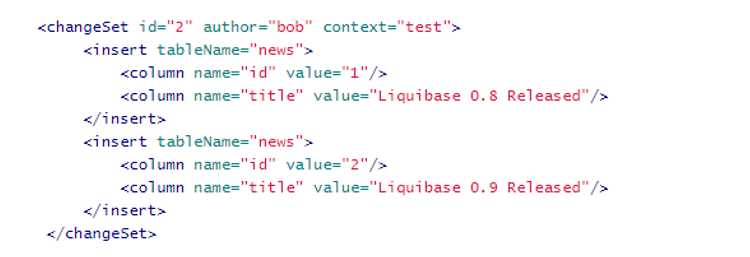 <changeSet id="2" author="bob" context="test">
<insert tableName="news">
<column name="id" value="1"/>
<column name="title" value="Liquibase 0.8 Released"/>
</insert>
<insert tableName="news">
<column name="id" value="2"/>
<column name="title" value="Liquibase 0.9 Released"/>
</insert>
</changeSet>